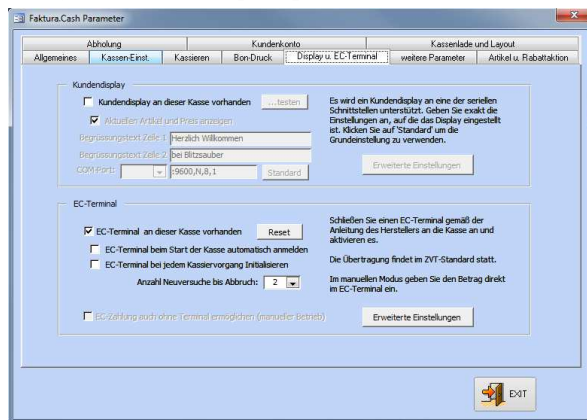 Faktura.Cash Parameter
Abholung
Kundenkonto
Kassenlade und Layout
Allgemeines
Kassen-Einst.
Kassieren
Bon-Druck
Display u. EC-Terminal
weitere Parameter
Artikel u. Rabattaktion
Kundendisplay
Kundendisplay an dieser Kasse vorhanden
...testen
Aktuellen Artikel und Preis anzeigen
Begrüssungstext Zeile 1
Herzlich Willkommen
Begrüssungstext Zeile 2
bei Blitzsauber
COM-Port:
:9600,N,8,1
Standard
Es wird ein Kundendisplay an eine der seriellen
Schnittstellen unterstützt. Geben Sie exakt die
Einstellungen an, auf die das Display eingestellt
ist. Klicken Sie auf 'Standard' um die
Grundeinstellung zu verwenden.
Erweiterte Einstellungen
EC-Terminal
EC-Terminal an dieser Kasse vorhanden
Reset
EC-Terminal beim Start der Kasse automatisch anmelden
EC-Terminal bei jedem Kassiervorgang Initialisieren
Anzahl Neuversuche bis Abbruch:
2
EC-Zahlung auch ohne Terminal ermöglichen (manueller Betrieb)
Schließen Sie einen EC-Terminal gemäß der
Anleitung des Herstellers an die Kasse an und
aktivieren es.
Die Übertragung findet im ZVT-Standard statt.
Im manuellen Modus geben Sie den Betrag direkt
im EC-Terminal ein.
Erweiterte Einstellungen
EXIT